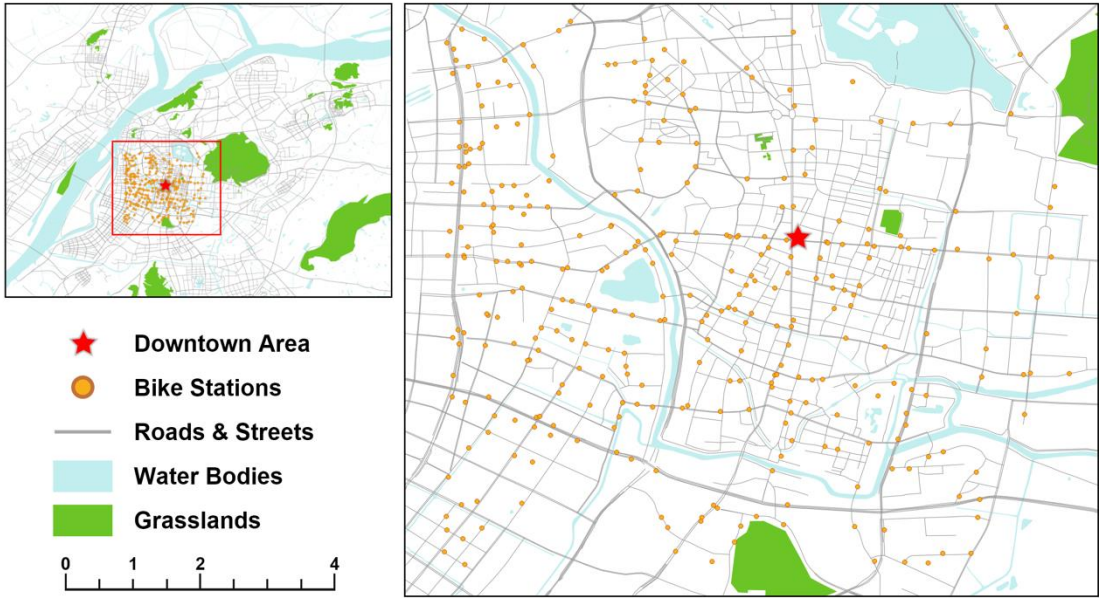 Downtown Area
Bike Stations
Roads & Streets
Water Bodies
Grasslands
0 1 2 4